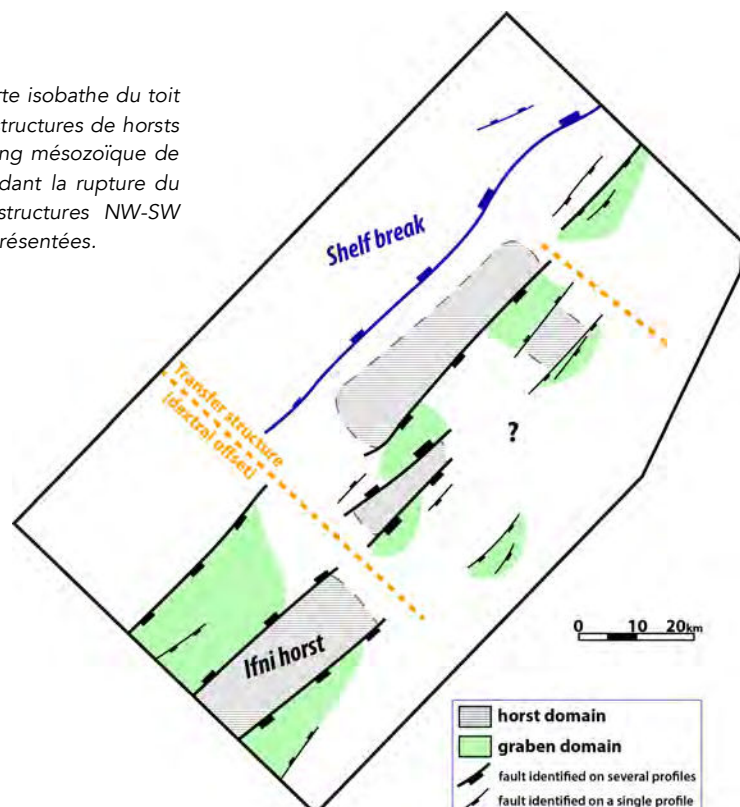 rte isobathe du toit
tructures de horsts
ng mésozoïque de
dant la rupture du
structures NW-SW
résentées.
Shelf break
Transfer structure
(dextral offset)
?
Ifni horst
0 10 20km
horst domain
graben domain
fault identified on several profiles
fault identified on a single profile